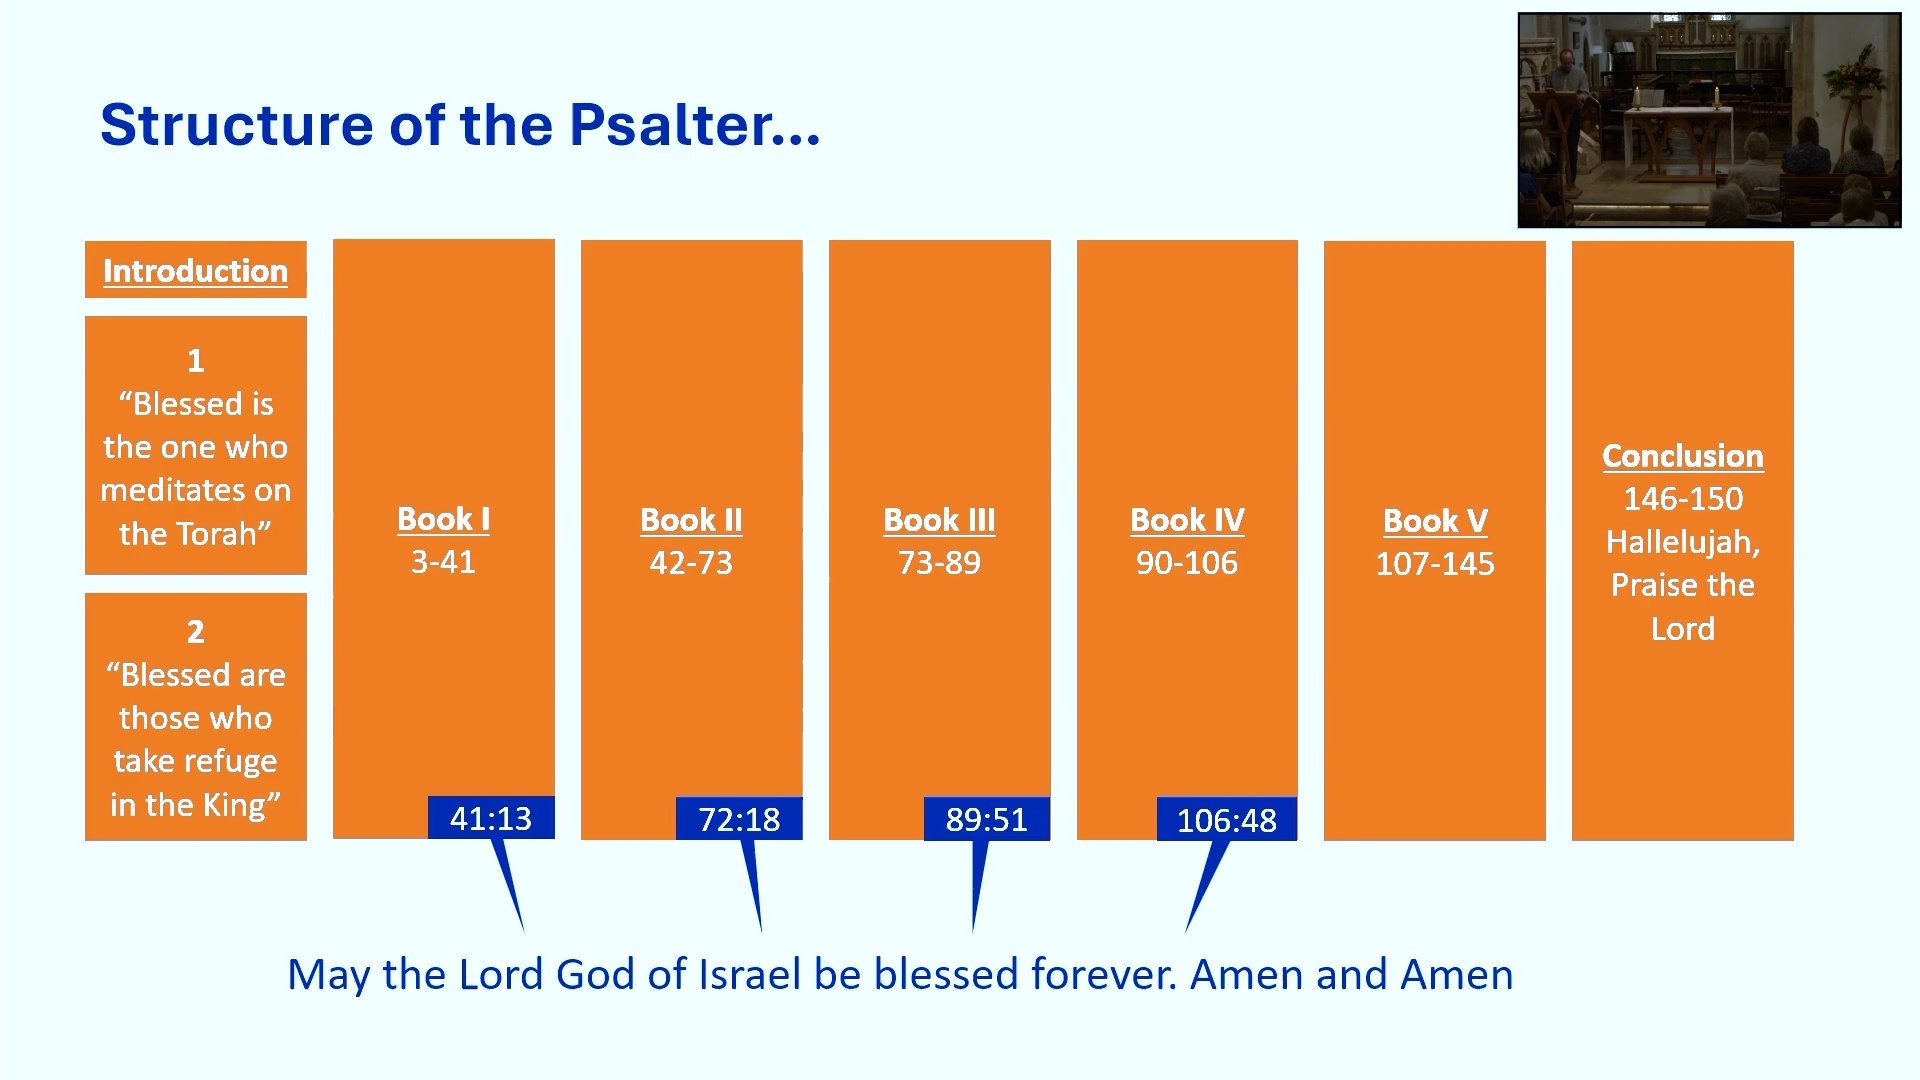 Structure of the Psalter...
Introduction
1
“Blessed is
the one who
meditates on
the Torah”
2
“Blessed are
those who
take refuge
in the King”
Book I
3-41
41:13
Book II
42-73
72:18
Book III
73-89
89:51
Book IV
90-106
106:48
Book V
107-145
Conclusion
146-150
Hallelujah,
Praise the
Lord
May the Lord God of Israel be blessed forever. Amen and Amen